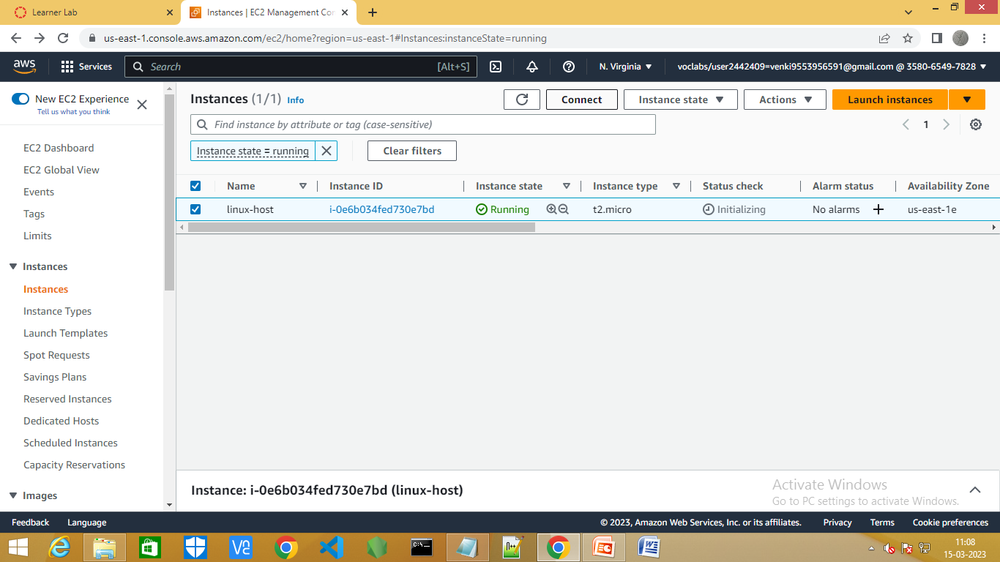 Learner Lab
Instances | EC2 Management Con
us-east-1.console.aws.amazon.com/ec2/home?region=us-east-1#Instances:instanceState=running
aws
Services
Search
[Alt+S]
N. Virginia
voclabs/user2442409=venki9553956591@gmail.com @ 3580-6549-7828
New EC2 Experience
Tell us what you think
EC2 Dashboard
EC2 Global View
Events
Tags
Limits
Instances
Instances
Instance Types
Launch Templates
Spot Requests
Savings Plans
Reserved Instances
Dedicated Hosts
Scheduled Instances
Capacity Reservations
Images
Instances (1/1) Info
Connect
Instance state
Actions
Launch instances
Find instance by attribute or tag (case-sensitive)
1
Instance state = running
Clear filters
Name Instance ID Instance state Instance type Status check Alarm status Availability Zone
linux-host i-0e6b034fed730e7bd Running t2.micro Initializing No alarms us-east-1e
Instance: i-0e6b034fed730e7bd (linux-host)
Activate Windows
Go to PC settings to activate Windows.
Feedback Language © 2023, Amazon Web Services, Inc. or its affiliates. Privacy Terms Cookie preferences
11:08
15-03-2023